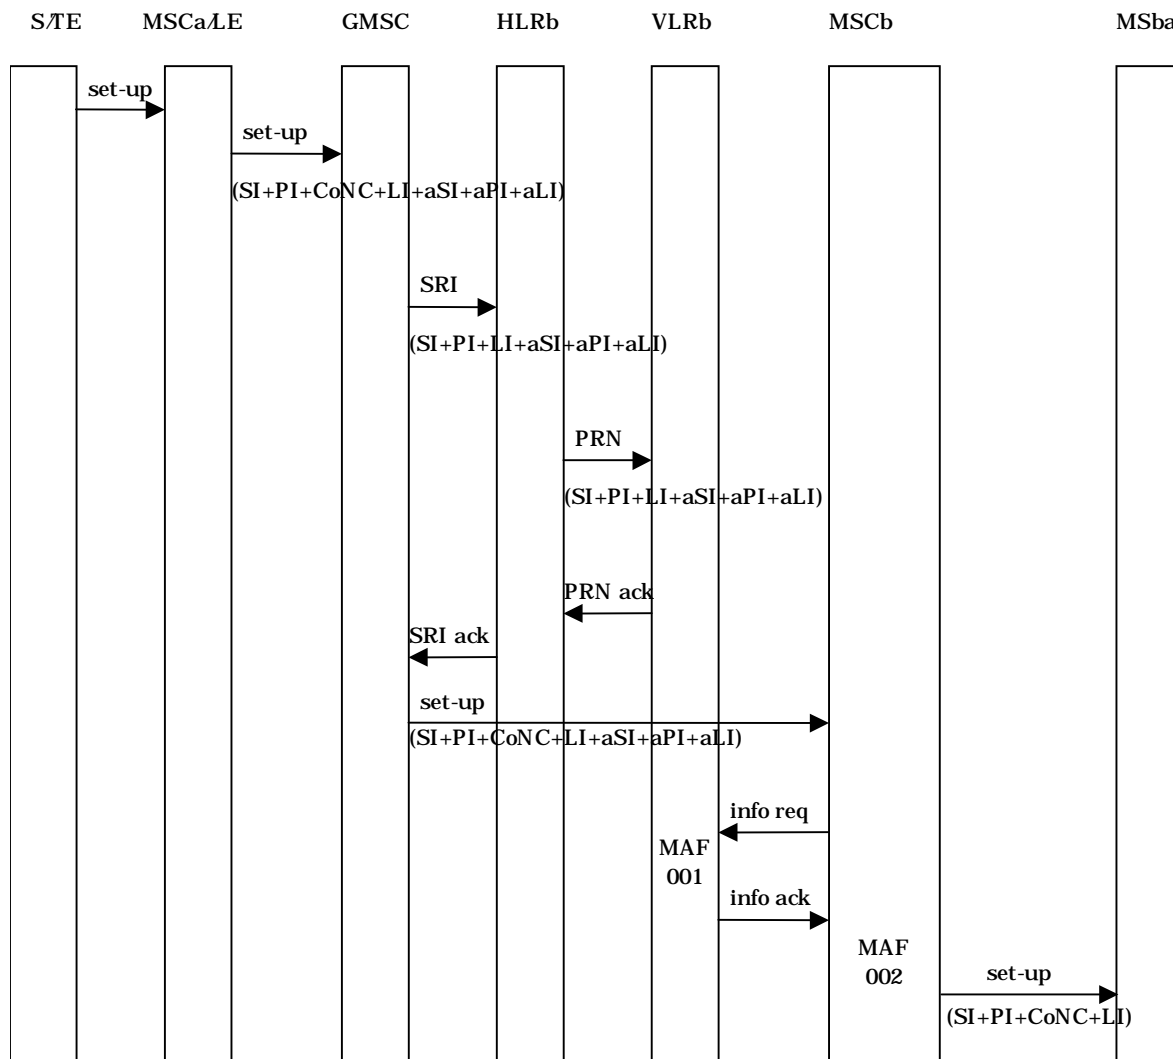 S/TE MSCa/LE GMSC HLRb VLRb MSCb MSba
set-up
set-up
(SI+PI+CoNC+LI+aSI+aPI+aLI)
SRI
(SI+PI+LI+aSI+aPI+aLI)
PRN
(SI+PI+LI+aSI+aPI+aLI)
PRN ack
SRI ack
set-up
(SI+PI+CoNC+LI+aSI+aPI+aLI)
info req
MAF
001
info ack
MAF
002
set-up
(SI+PI+CoNC+LI)